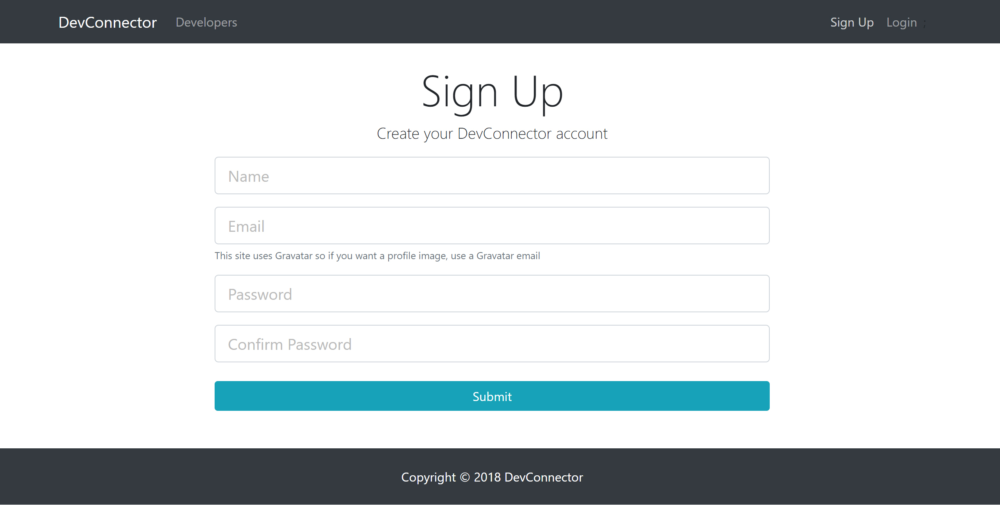 DevConnector Developers Sign Up Login ;
Sign Up
Create your DevConnector account
Name
Email
This site uses Gravatar so if you want a profile image, use a Gravatar email
Password
Confirm Password
Submit
Copyright © 2018 DevConnector